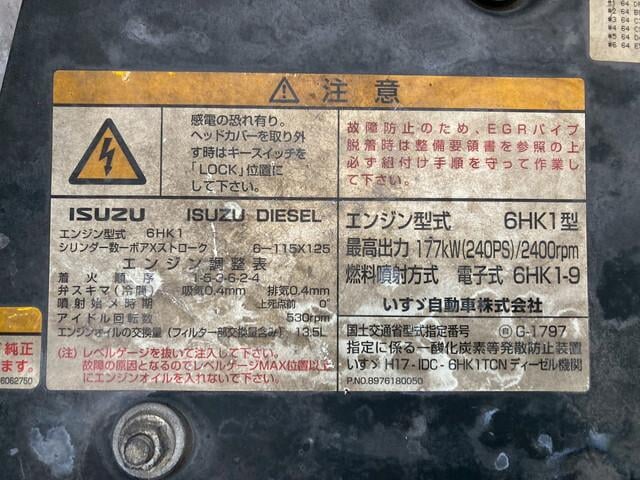 ⚠ 注意
感電の恐れ有り。
ヘッドカバーを取り外
す時はキースイッチを
「LOCK」位置に
して下さい。
故障防止のため、EGRパイプ
脱着時は整備要領書を参照の上
必ず組付け手順を守って作業し
て下さい。
ISUZU ISUZU DIESEL
エンジン型式 6HK1
シリンダー数ーボアXストローク 6-115X125
エンジン調整表
着火順序 1-5-3-6-2-4
弁スキマ(冷間) 吸気0.4mm 排気0.4mm
噴射始め時期 上死点前 0°
アイドル回転数 530rpm
エンジンオイルの交換量(フィルター部交換量含み) 13.5L
(注)レベルゲージを抜いて注入して下さい。
故障の原因となるのでレベルゲージMAX位置以上
にエンジンオイルを入れないで下さい。
エンジン型式 6HK1型
最高出力 177kW(240PS)/2400rpm
燃料噴射方式 電子式 6HK1-9
いすゞ自動車株式会社
国土交通省型式指定番号 G-1797
指定に係る一酸化炭素等発散防止装置
いすゞ H17-IDC-6HK1TCN ディーゼル機関
P.NO.8976180050
純正
ます。
6062750